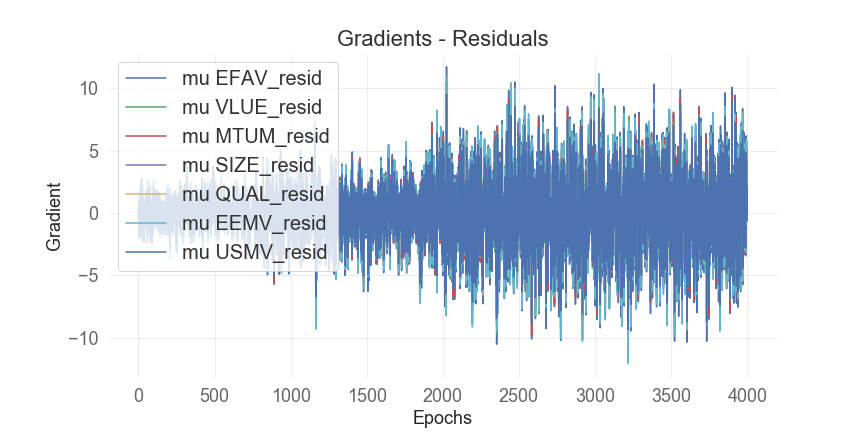 Gradients - Residuals
10
5
0
−5
−10
Gradient
mu EFAV_resid
mu VLUE_resid
mu MTUM_resid
mu SIZE_resid
mu QUAL_resid
mu EEMV_resid
mu USMV_resid
0 500 1000 1500 2000 2500 3000 3500 4000
Epochs